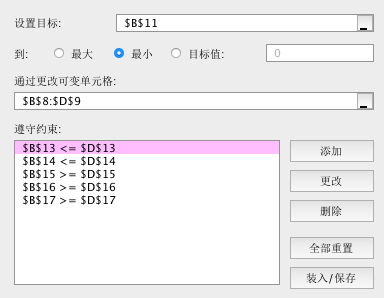 设置目标: $B$11
到: 最大 最小 目标值: 0
通过更改可变单元格:
$B$8:$D$9
遵守约束:
$B$13 <= $D$13
$B$14 <= $D$14
$B$15 >= $D$15
$B$16 >= $D$16
$B$17 >= $D$17
添加
更改
删除
全部重置
装入/保存